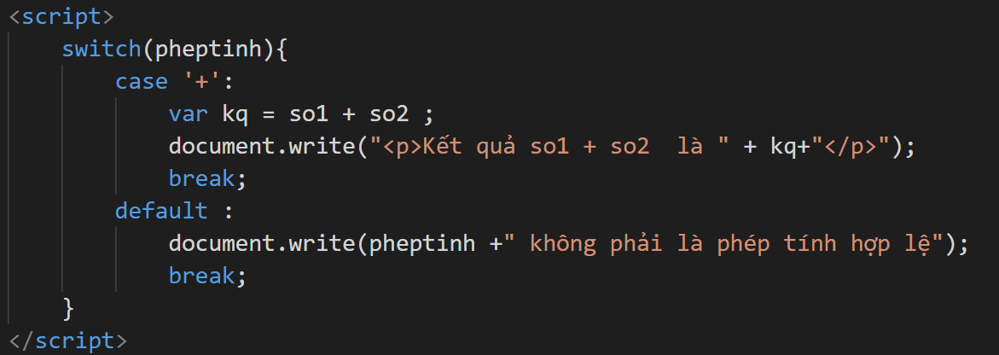 <script>
switch(pheptinh){
case '+':
var kq = so1 + so2 ;
document.write("<p>Kết quả so1 + so2  là " + kq+"</p>");
break;
default :
document.write(pheptinh +" không phải là phép tính hợp lệ");
break;
}
</script>